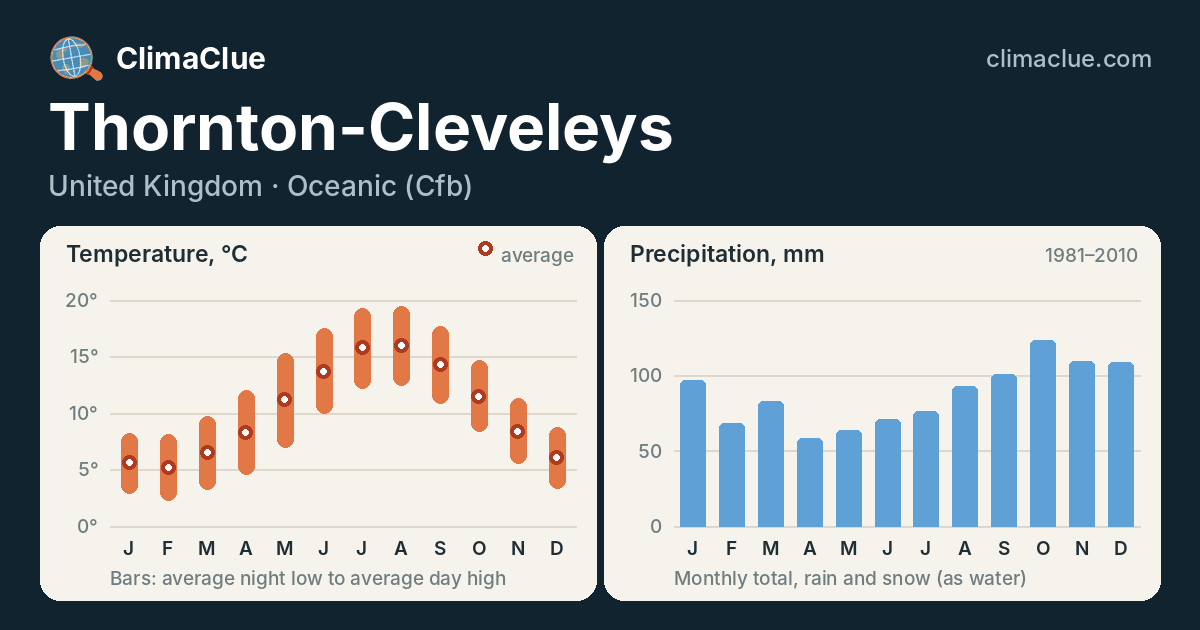 ClimaClue
climaclue.com
Thornton-Cleveleys
United Kingdom · Oceanic (Cfb)
Temperature, °C
average
20°
15°
10°
5°
0°
J F M A M J J A S O N D
Bars: average night low to average day high
Precipitation, mm
1981–2010
150
100
50
0
J F M A M J J A S O N D
Monthly total, rain and snow (as water)